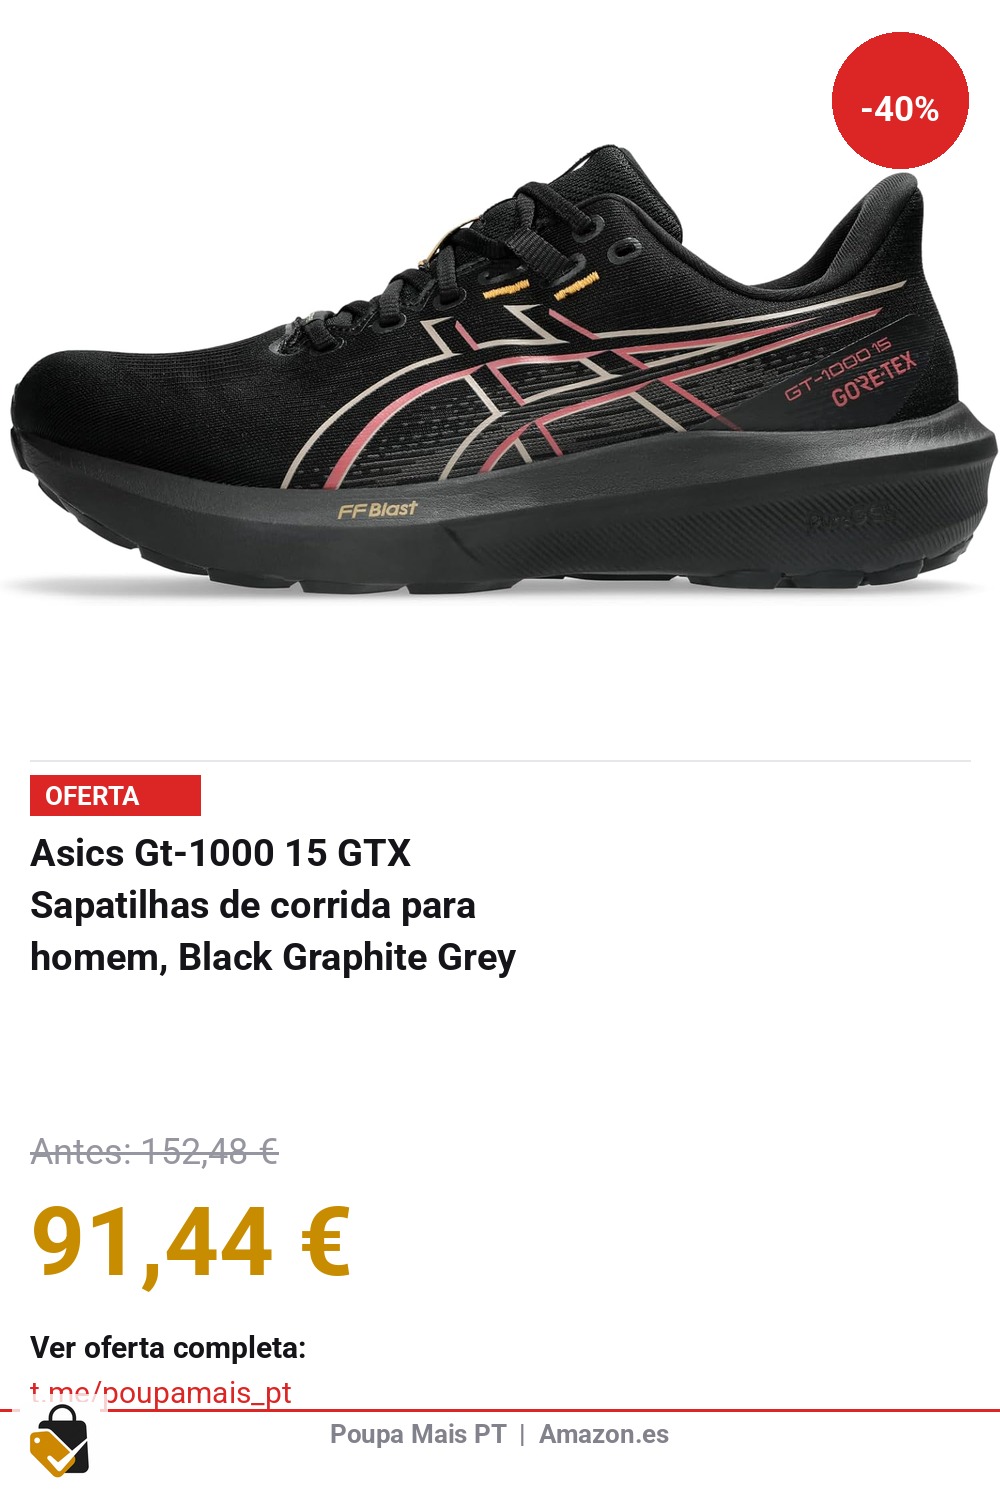 -40%
GT-1000 15
GORE-TEX
FF Blast
PureGEL
OFERTA
Asics Gt-1000 15 GTX
Sapatilhas de corrida para
homem, Black Graphite Grey
Antes: 152,48 €
91,44 €
Ver oferta completa:
t.me/poupamais_pt
Poupa Mais PT | Amazon.es